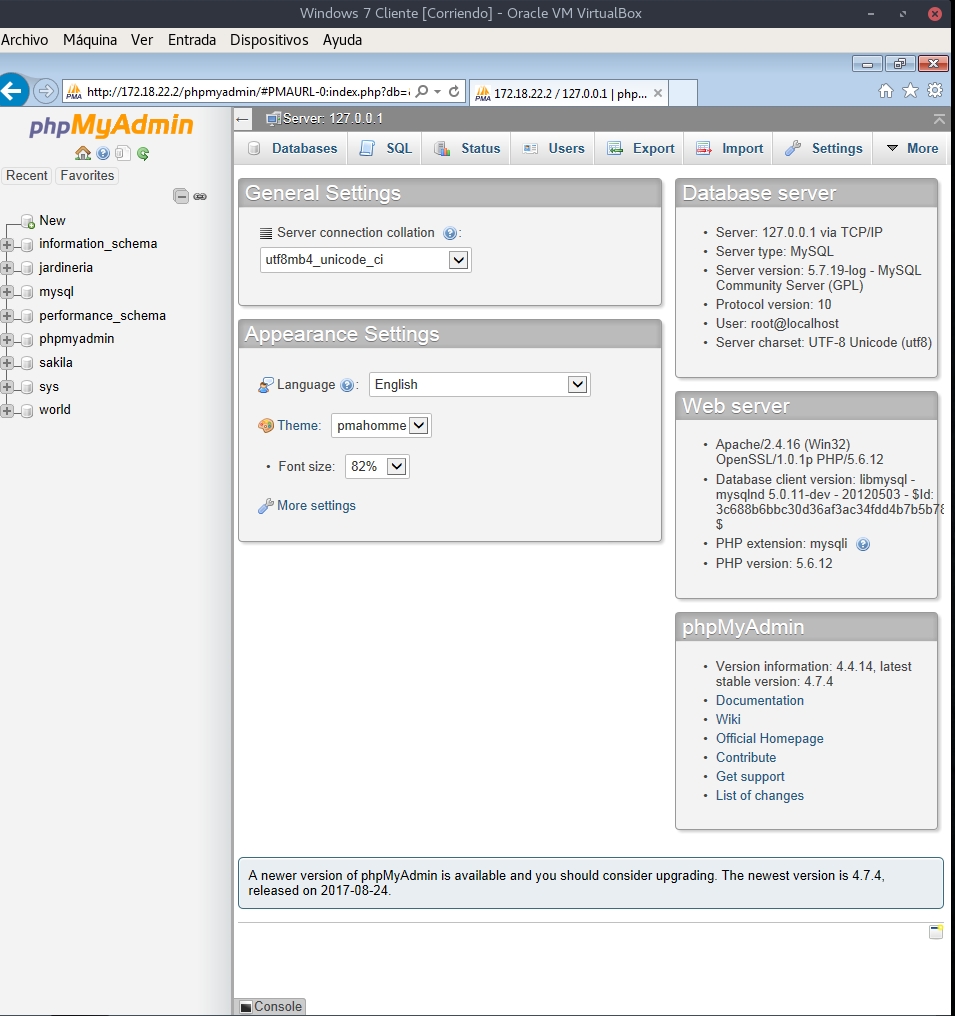 Windows 7 Cliente [Corriendo] - Oracle VM VirtualBox
Archivo Máquina Ver Entrada Dispositivos Ayuda
http://172.18.22.2/phpmyadmin/#PMAURL-0:index.php?db=
172.18.22.2 / 127.0.0.1 | php...
phpMyAdmin
Recent Favorites
New
information_schema
jardineria
mysql
performance_schema
phpmyadmin
sakila
sys
world
Server: 127.0.0.1
Databases SQL Status Users Export Import Settings More
General Settings
Server connection collation :
utf8mb4_unicode_ci
Appearance Settings
Language : English
Theme: pmahomme
• Font size: 82%
More settings
Database server
• Server: 127.0.0.1 via TCP/IP
• Server type: MySQL
• Server version: 5.7.19-log - MySQL
Community Server (GPL)
• Protocol version: 10
• User: root@localhost
• Server charset: UTF-8 Unicode (utf8)
Web server
• Apache/2.4.16 (Win32)
OpenSSL/1.0.1p PHP/5.6.12
• Database client version: libmysql -
mysqlnd 5.0.11-dev - 20120503 - $Id:
3c688b6bbc30d36af3ac34fdd4b7b5b78
$
• PHP extension: mysqli
• PHP version: 5.6.12
phpMyAdmin
• Version information: 4.4.14, latest
stable version: 4.7.4
• Documentation
• Wiki
• Official Homepage
• Contribute
• Get support
• List of changes
A newer version of phpMyAdmin is available and you should consider upgrading. The newest version is 4.7.4,
released on 2017-08-24.
Console